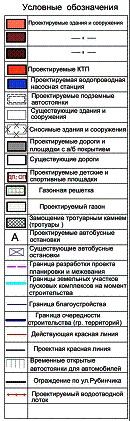 Условные обозначения
Проектируемые здания и сооружения
— " —
— " —
Проектируемые КТП
Проектируемая водопроводная
насосная станция
Проектируемые подземные
автостоянки
Существующие здания и
сооружения
Сносимые здания и сооружения
Проектируемые дороги и
площадки с а/б покрытием
Существующие дороги
Проектируемые детские и
спортивные площадки
Газонная решетка
Проектируемый газон
Замощение тротуарным камнем
(тротуары)
А
Проектируемые автобусные
остановки
Существующие автобусные
остановки
Граница разработки проекта
планировки и межевания
Границы земельных участков
пусковых комплексов на момент
строительства
Граница благоустройства
Граница очередности
строительства (гр. территорий)
Действующая красная линия
Проектная красная линия
Временные открытые
автостоянки для автомобилей
Ограждение по ул.Рубинчика
Проектируемый водоотводной
лоток